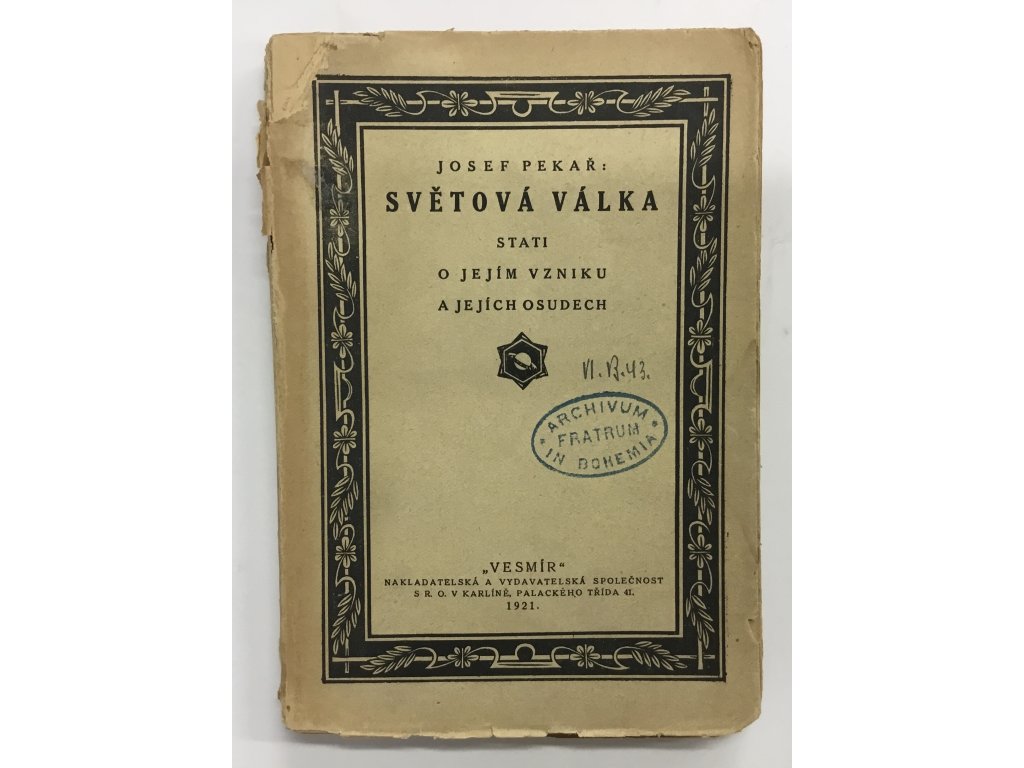 JOSEF PEKAŘ:
SVĚTOVÁ VÁLKA
STATI
O JEJÍM VZNIKU
A JEJÍCH OSUDECH
VI. B. 43.
ARCHIVUM
FRATRUM
IN BOHEMIA
„VESMÍR“
NAKLADATELSKÁ A VYDAVATELSKÁ SPOLEČNOST
S R. O. V KARLÍNĚ, PALACKÉHO TŘÍDA 41.
1921.